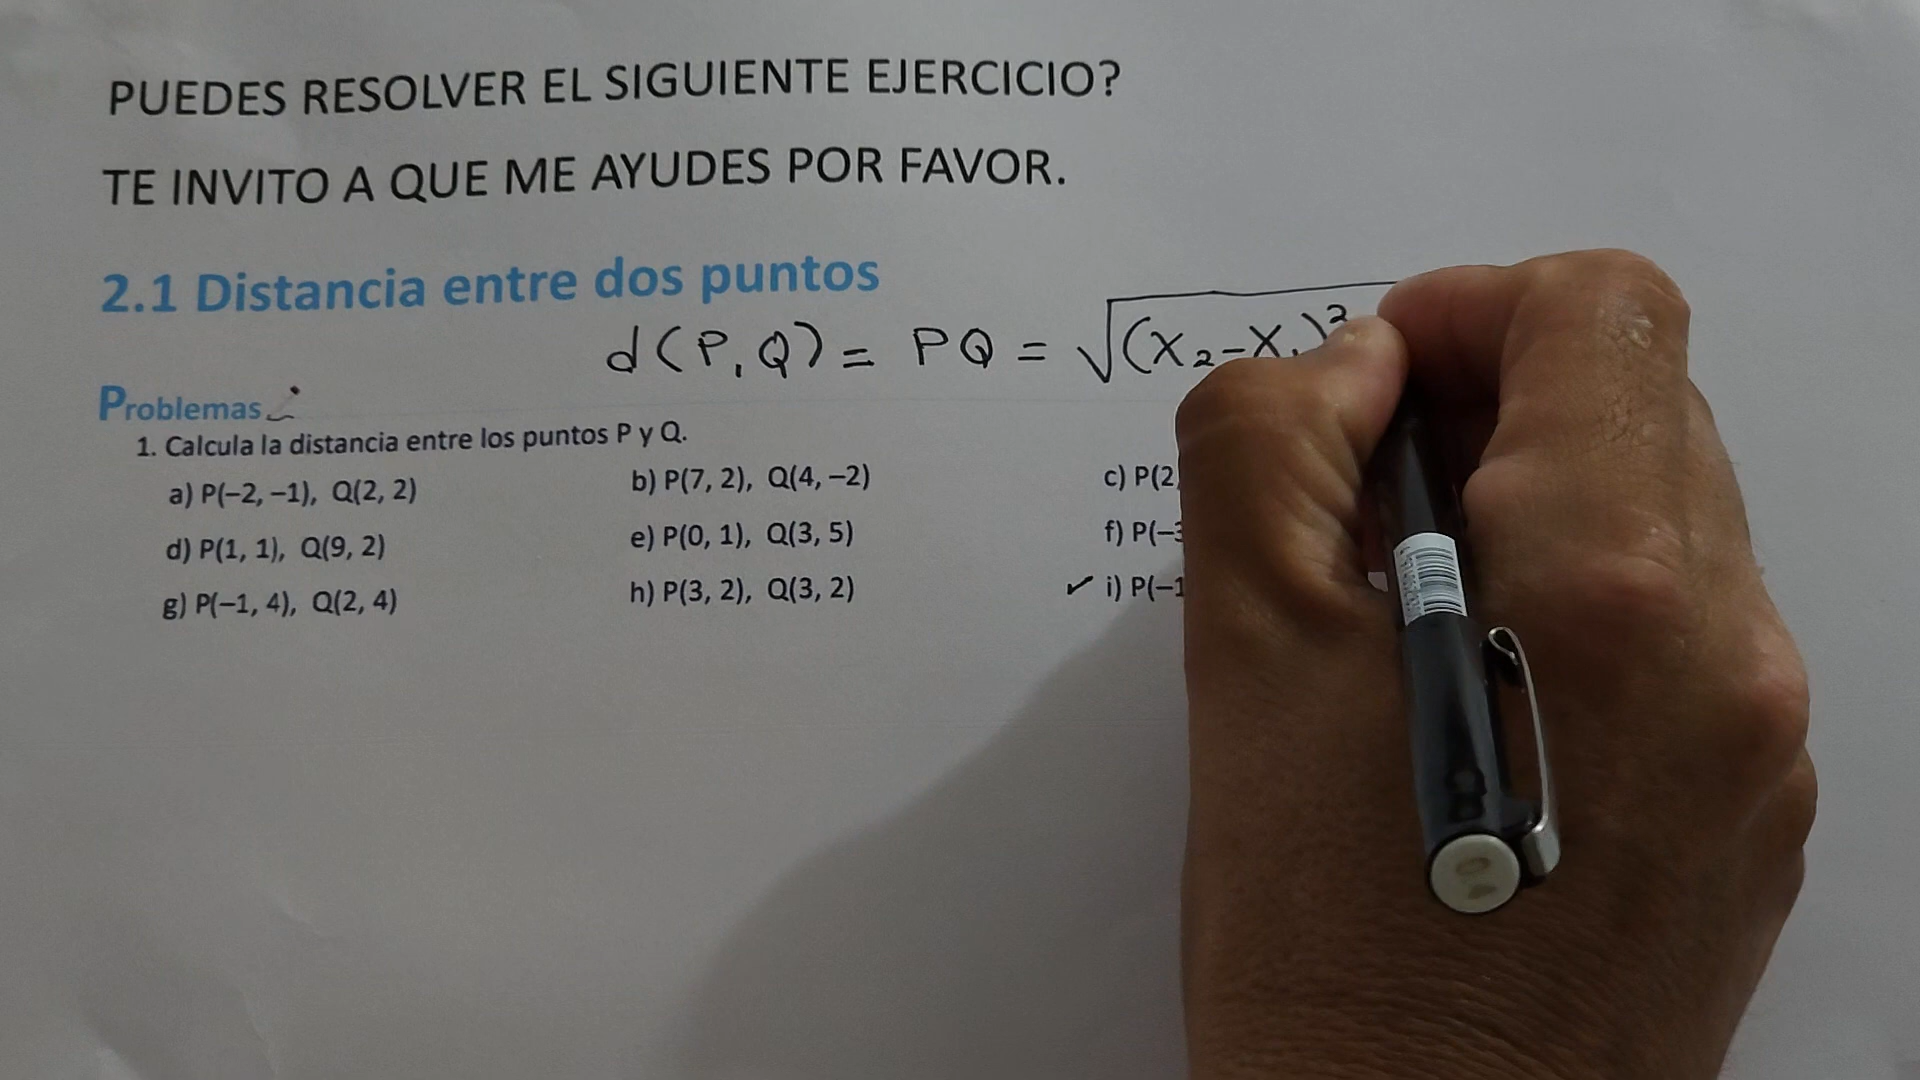 PUEDES RESOLVER EL SIGUIENTE EJERCICIO?
TE INVITO A QUE ME AYUDES POR FAVOR.
2.1 Distancia entre dos puntos
d(P,Q) = PQ = √(x₂-x₁)²
Problemas
1. Calcula la distancia entre los puntos P y Q.
a) P(−2, −1), Q(2, 2) b) P(7, 2), Q(4, −2) c) P(2,
d) P(1, 1), Q(9, 2) e) P(0, 1), Q(3, 5) f) P(−3
g) P(−1, 4), Q(2, 4) h) P(3, 2), Q(3, 2) ✓ i) P(−1